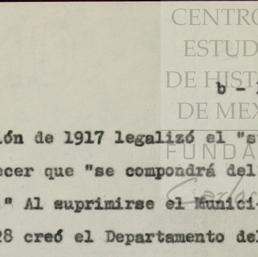 CENTRO
ESTUD
DE HIST
DE MEX
FUNDA
b -
ión de 1917 legalizó el "s
ecer que "se compondrá del
." Al suprimirse el Munici-
28 creó el Departamento del